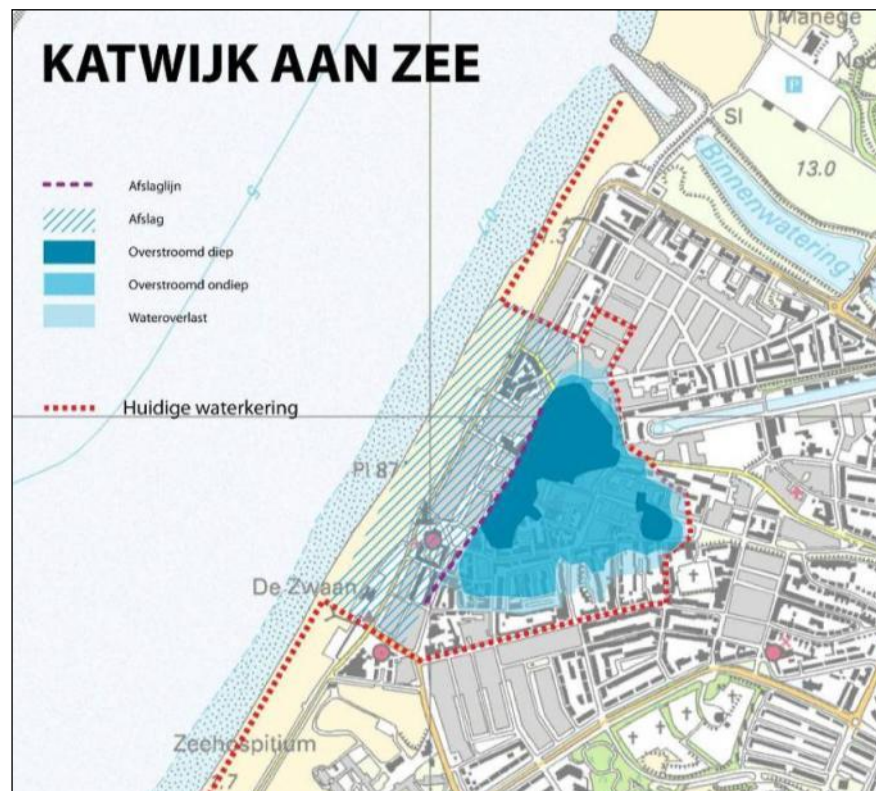 KATWIJK AAN ZEE
Afslaglijn
Afslag
Overstroomd diep
Overstroomd ondiep
Wateroverlast
Huidige waterkering
Manege
P
SI
13.0
Binnenwatering
5
Pl 87
De Zwaan
Zeehospitium